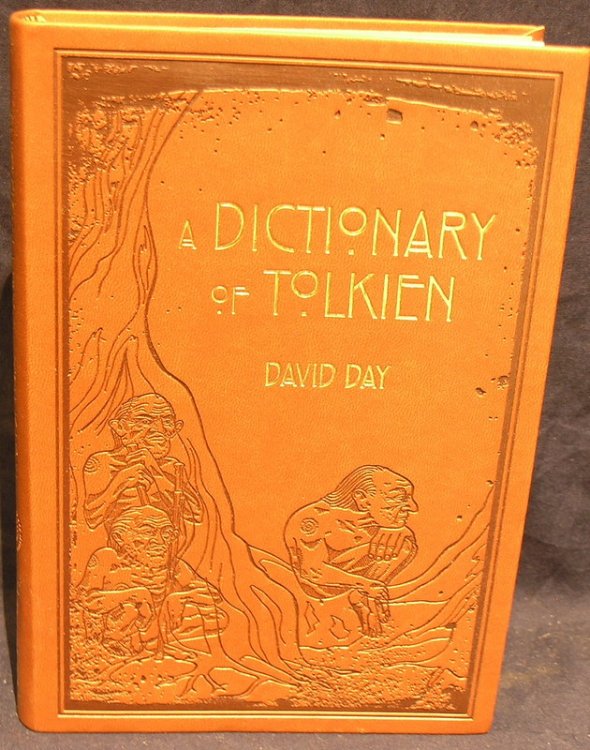 A DICTIONARY
OF TOLKIEN
DAVID DAY